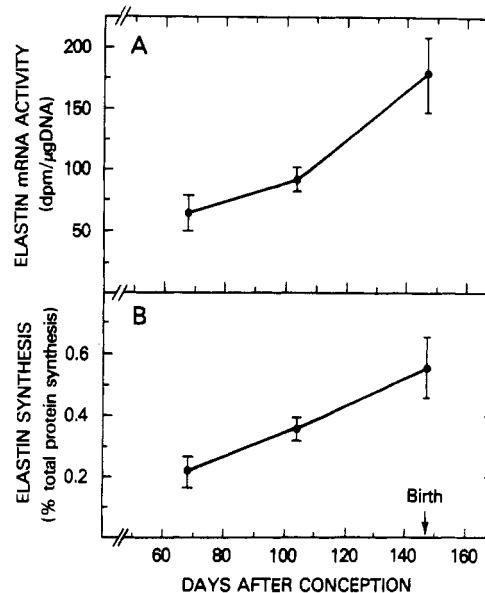 A
ELASTIN mRNA ACTIVITY
(dpm/µgDNA)
200
150
100
50
B
ELASTIN SYNTHESIS
(% total protein synthesis)
0.6
0.4
0.2
Birth
60 80 100 120 140 160
DAYS AFTER CONCEPTION